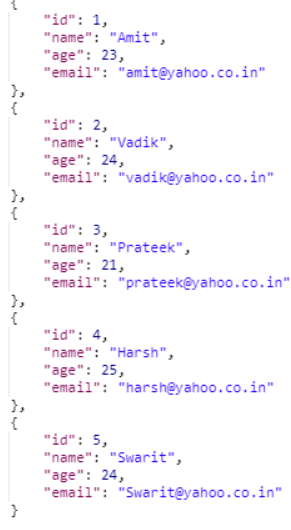 {
    "id": 1,
    "name": "Amit",
    "age": 23,
    "email": "amit@yahoo.co.in"
},
{
    "id": 2,
    "name": "Vadik",
    "age": 24,
    "email": "vadik@yahoo.co.in"
},
{
    "id": 3,
    "name": "Prateek",
    "age": 21,
    "email": "prateek@yahoo.co.in"
},
{
    "id": 4,
    "name": "Harsh",
    "age": 25,
    "email": "harsh@yahoo.co.in"
},
{
    "id": 5,
    "name": "Swarit",
    "age": 24,
    "email": "Swarit@yahoo.co.in"
}